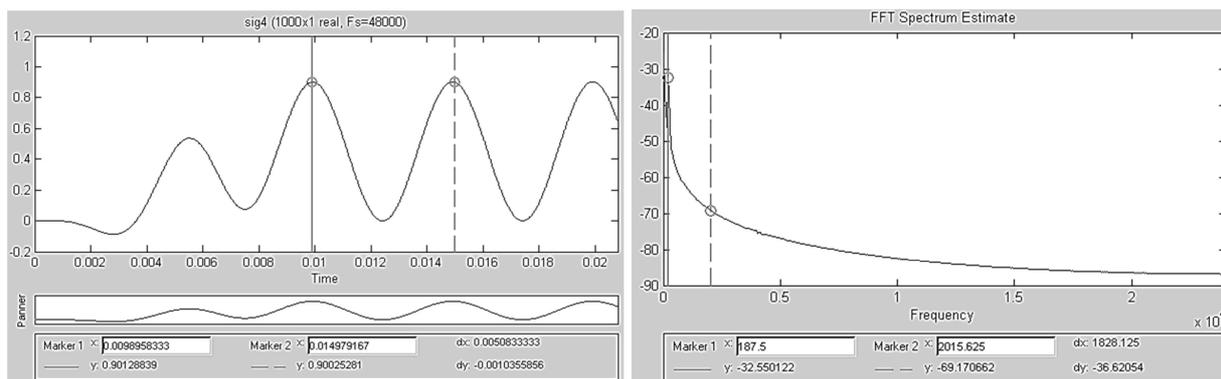 sig4 (1000x1 real, Fs=48000)
1.2
1
0.8
0.6
0.4
0.2
0
-0.2
0 0.002 0.004 0.006 0.008 0.01 0.012 0.014 0.016 0.018 0.02
Time
Panner
Marker 1 x: 0.0098958333 Marker 2 x: 0.014979167 dx: 0.0050833333
y: 0.90128839 y: 0.90025281 dy: -0.0010355856
FFT Spectrum Estimate
-20
-30
-40
-50
-60
-70
-80
-90
0 0.5 1 1.5 2
Frequency
x 10
Marker 1 x: 187.5 Marker 2 x: 2015.625 dx: 1828.125
y: -32.550122 y: -69.170662 dy: -36.62054